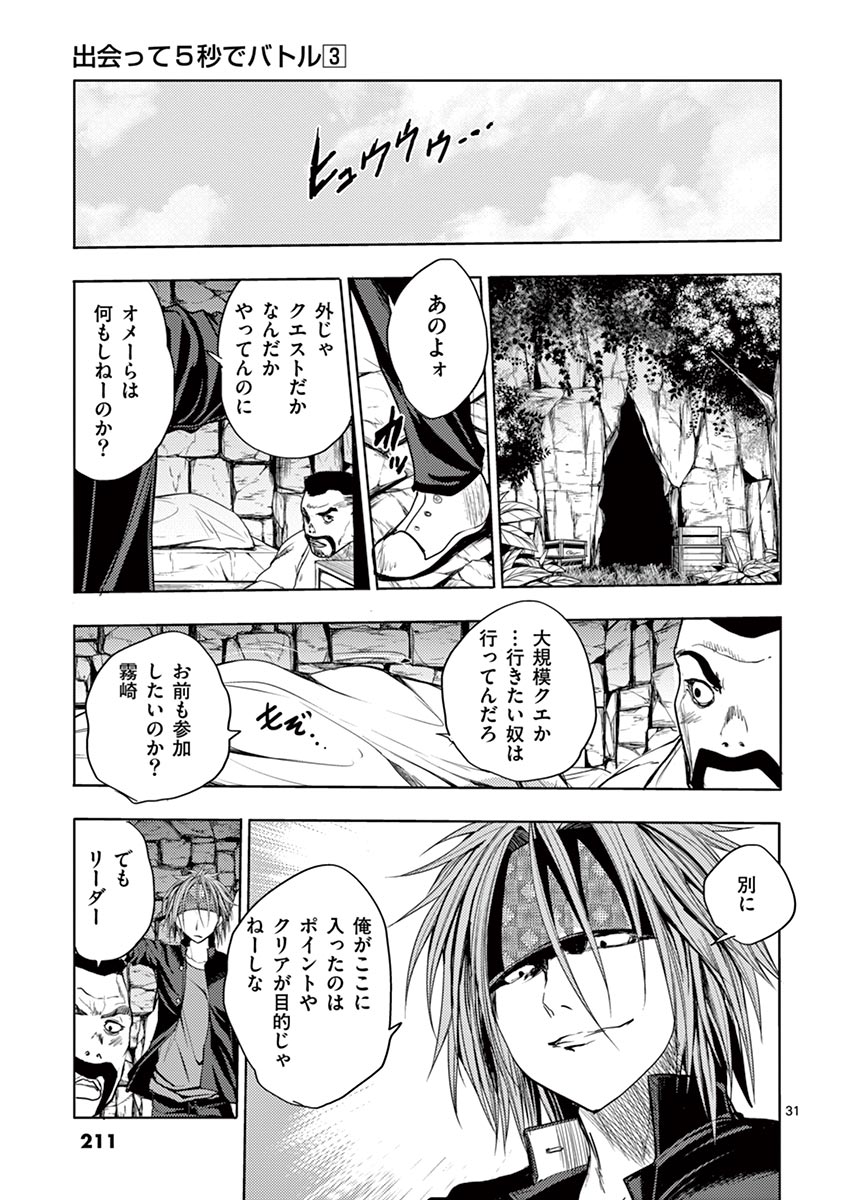 出会って5秒でバトル3
ヒュウウゥ…
あのよォ
カッ
外じゃ
クエストだか
なんだか
やってんのに
オメーらは
何もしねーのか?
大規模クエか
…行きたい奴は
行ってんだろ
もぞ…
お前も参加
したいのか?
霧崎
別に
俺がここに
入ったのは
ポイントや
クリアが目的じゃ
ねーしな
でも
リーダー
31
211